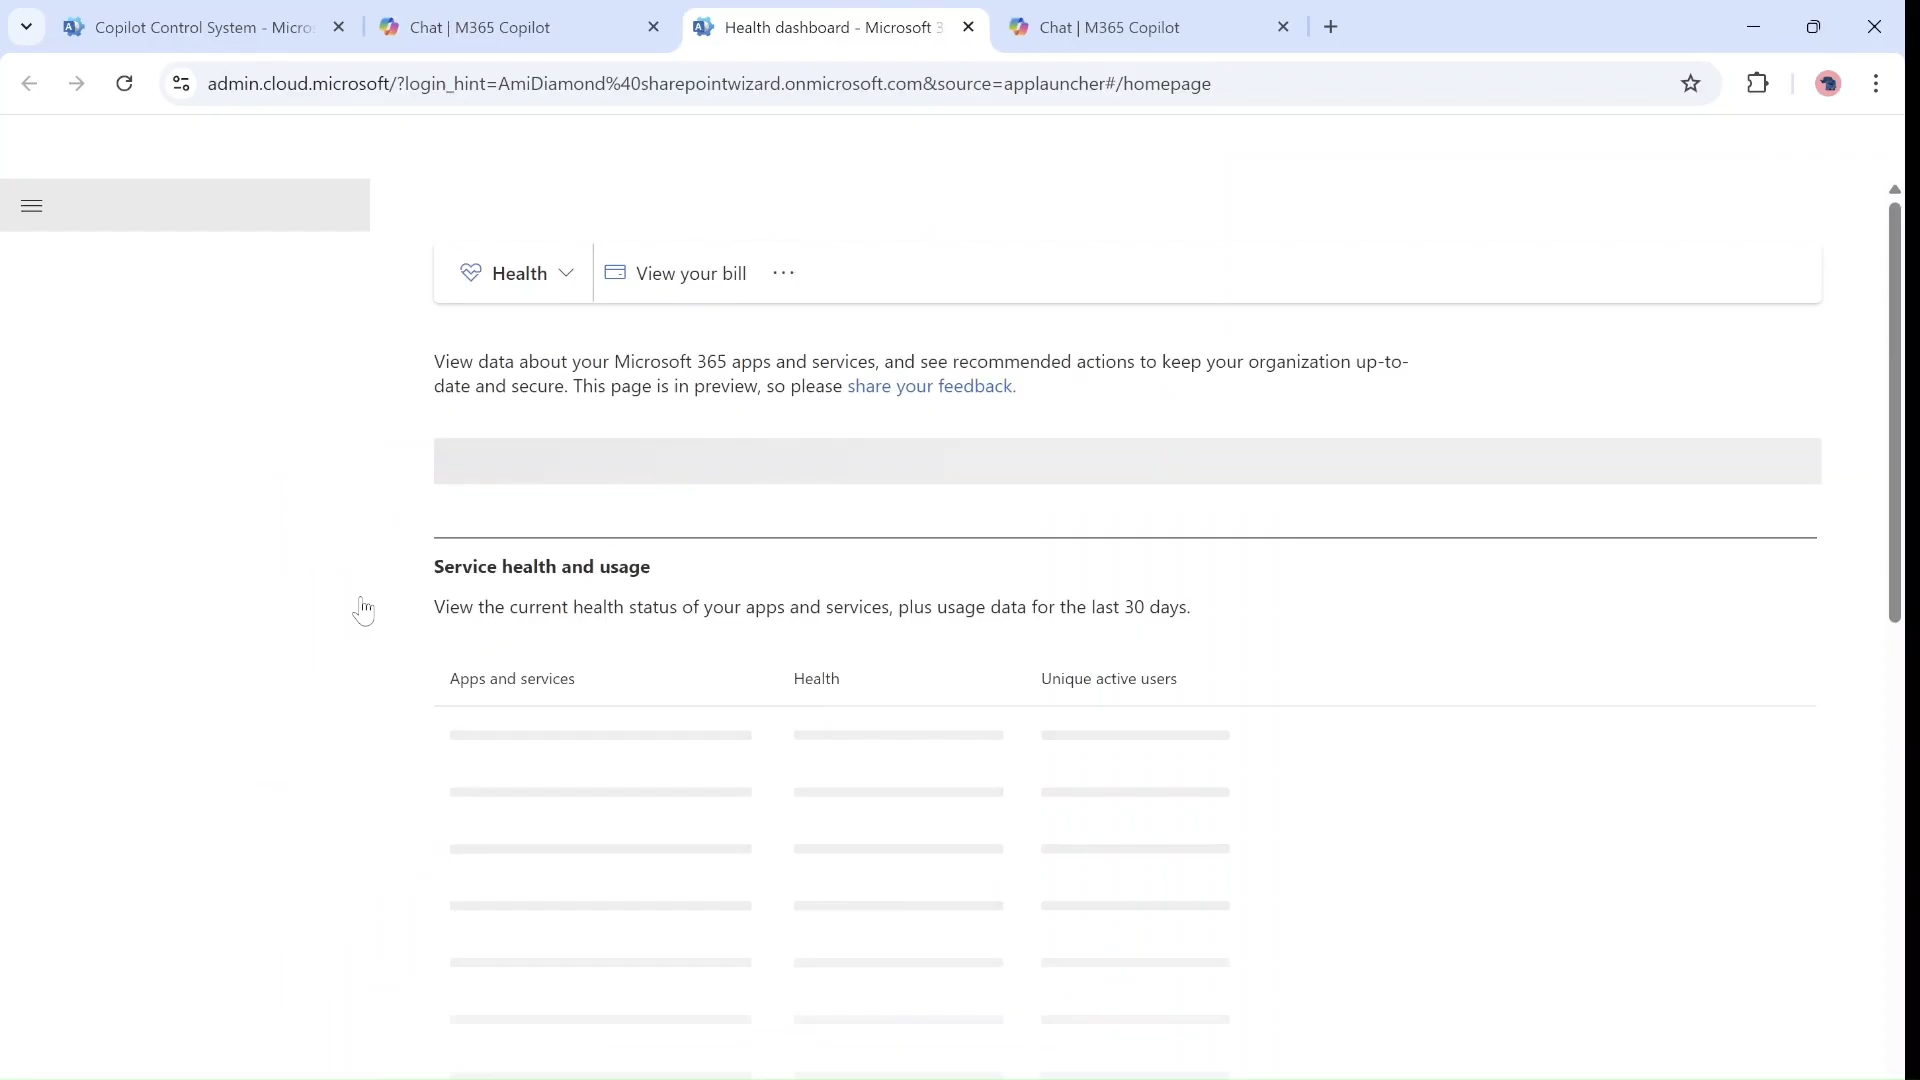 Copilot Control System - Micros
Chat | M365 Copilot
Health dashboard - Microsoft 3
Chat | M365 Copilot
admin.cloud.microsoft/?login_hint=AmiDiamond%40sharepointwizard.onmicrosoft.com&source=applauncher#/homepage
Health
View your bill
View data about your Microsoft 365 apps and services, and see recommended actions to keep your organization up-to-
date and secure. This page is in preview, so please share your feedback.
Service health and usage
View the current health status of your apps and services, plus usage data for the last 30 days.
Apps and services Health Unique active users